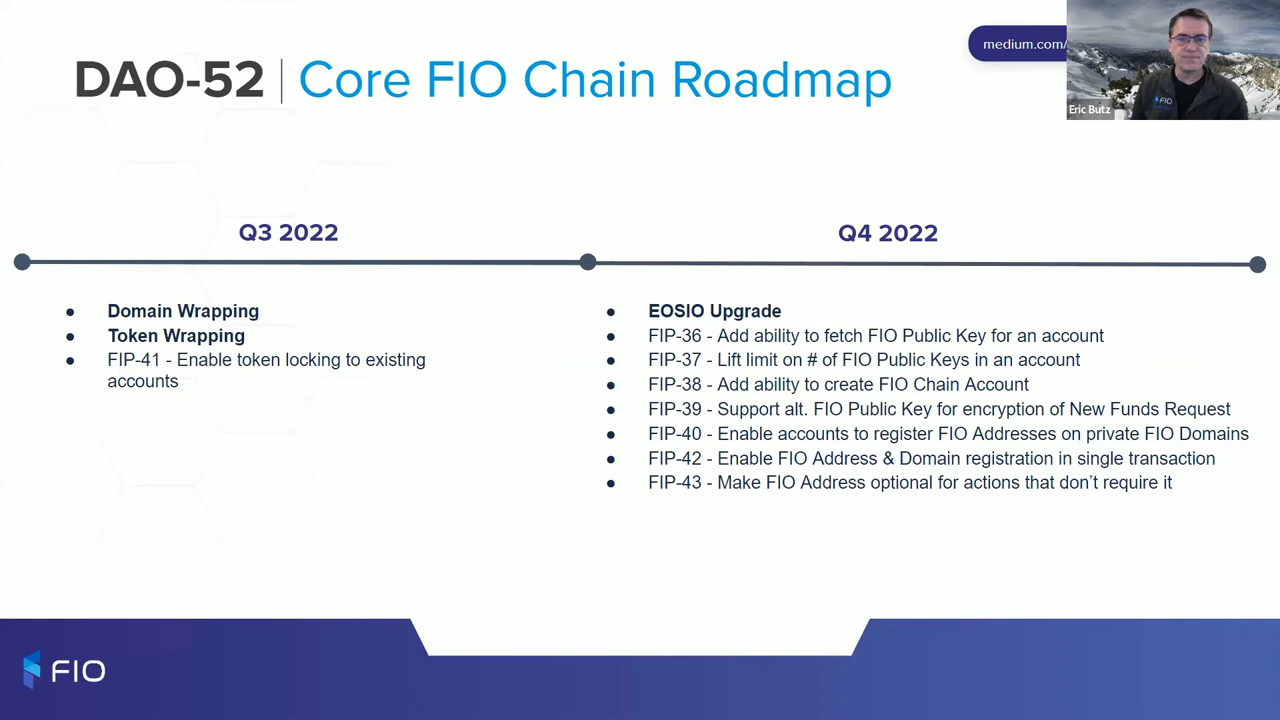 medium.com/
DAO-52 | Core FIO Chain Roadmap
FIO
Eric Butz
Q3 2022
Q4 2022
● Domain Wrapping
● Token Wrapping
● FIP-41 - Enable token locking to existing
accounts
● EOSIO Upgrade
● FIP-36 - Add ability to fetch FIO Public Key for an account
● FIP-37 - Lift limit on # of FIO Public Keys in an account
● FIP-38 - Add ability to create FIO Chain Account
● FIP-39 - Support alt. FIO Public Key for encryption of New Funds Request
● FIP-40 - Enable accounts to register FIO Addresses on private FIO Domains
● FIP-42 - Enable FIO Address & Domain registration in single transaction
● FIP-43 - Make FIO Address optional for actions that don’t require it
FIO